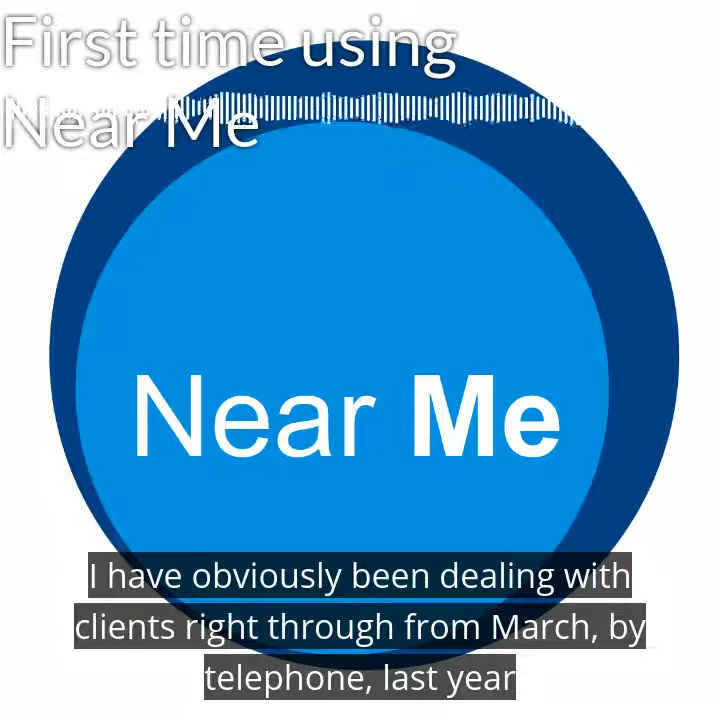 First time using
Near Me
Near Me
I have obviously been dealing with
clients right through from March, by
telephone, last year